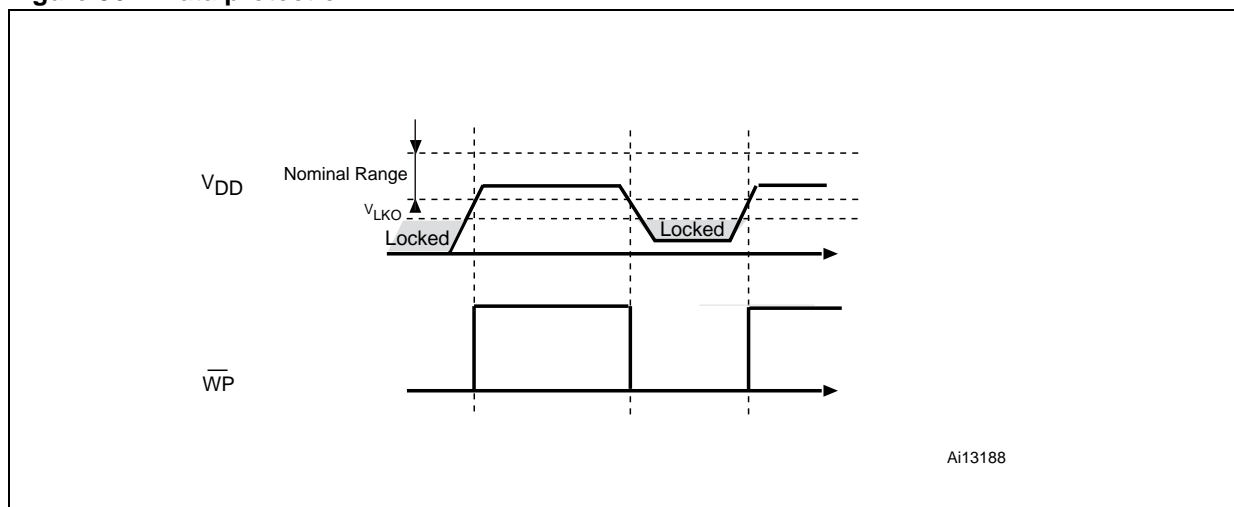 Nominal Range
VDD
VLKO
Locked
Locked
WP
Ai13188